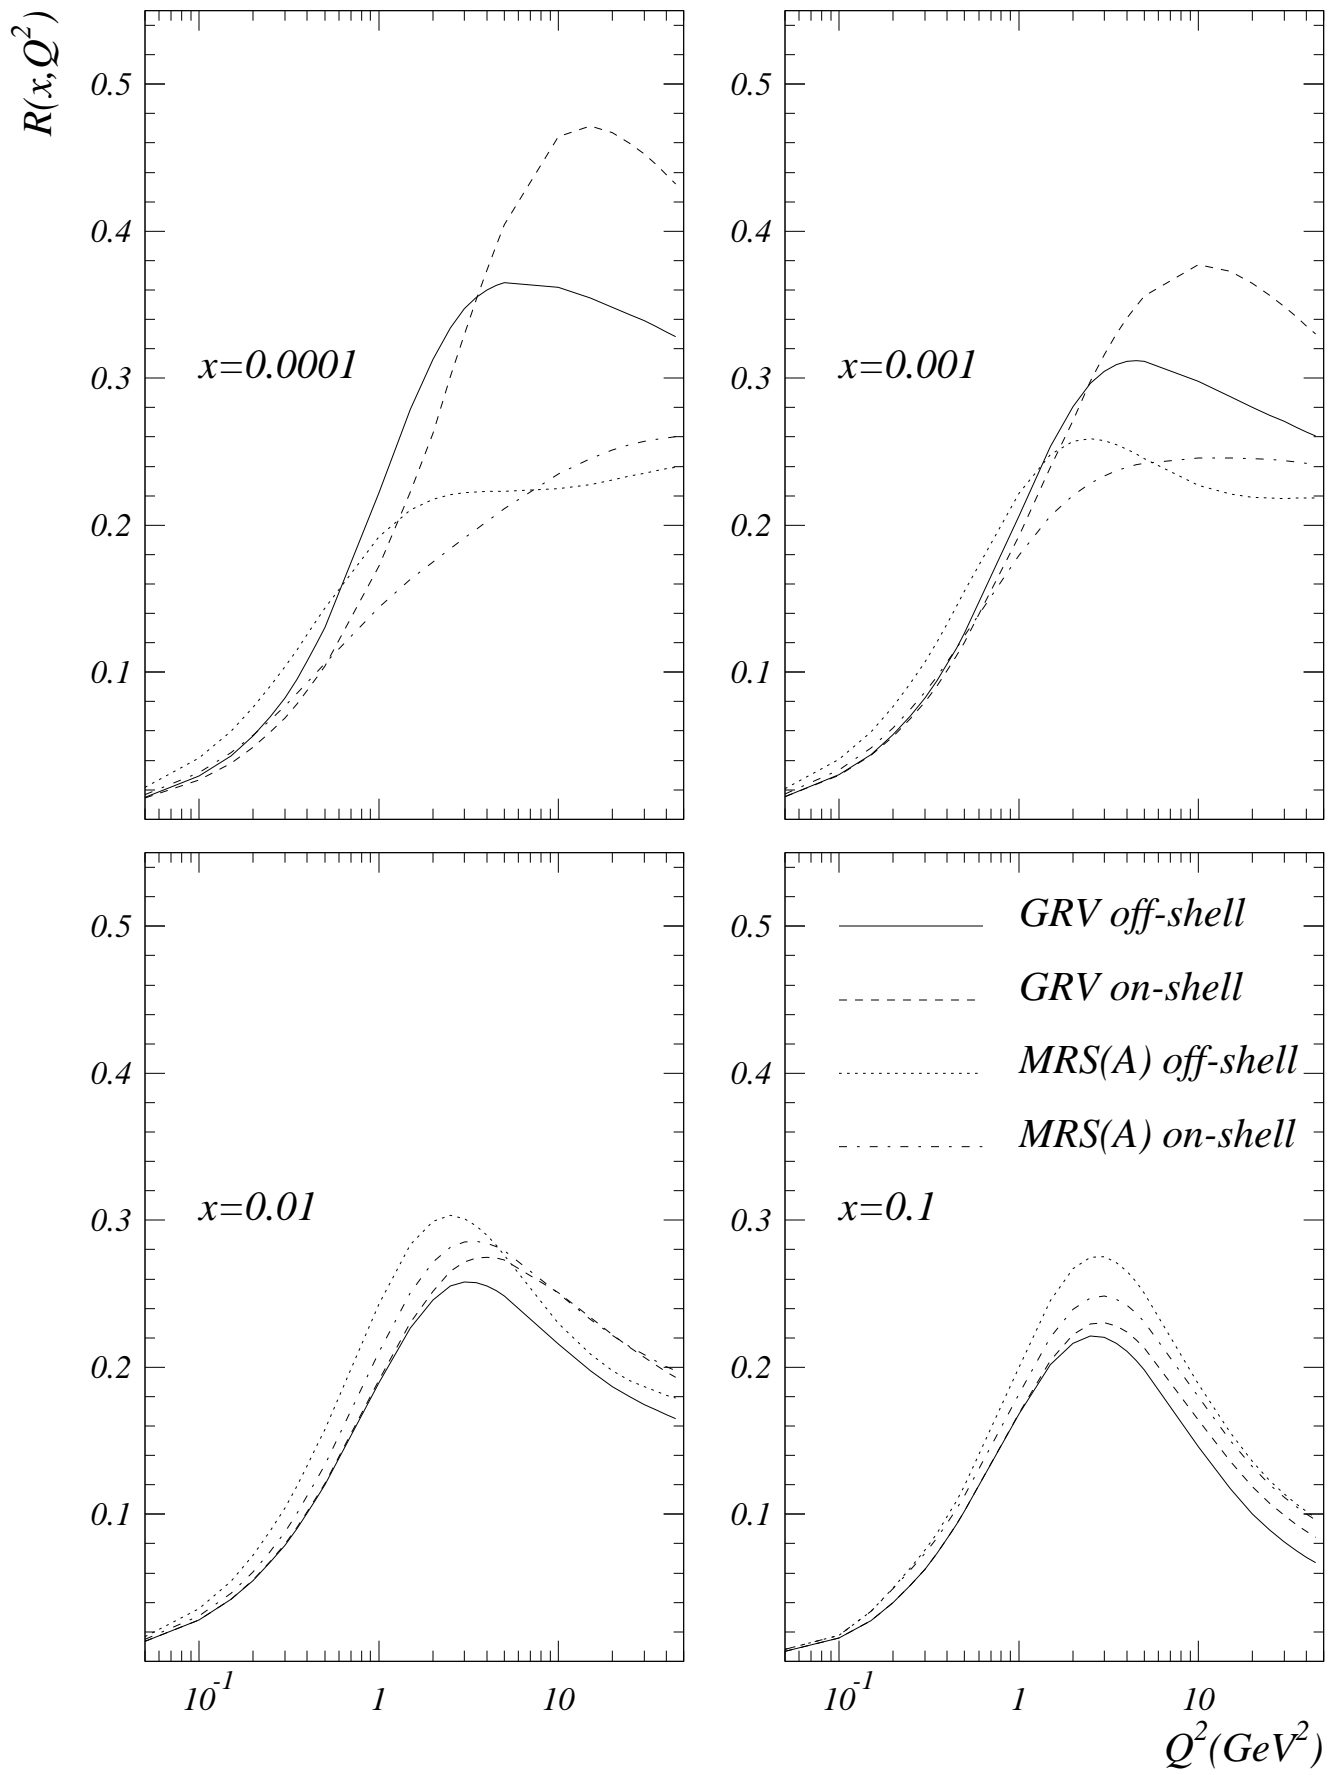 R(x,Q²)
0.5
0.4
0.3
0.2
0.1
x=0.0001
0.5
0.4
0.3
0.2
0.1
x=0.001
0.5
0.4
0.3
0.2
0.1
x=0.01
10⁻¹ 1 10
0.5
0.4
0.3
0.2
0.1
GRV off-shell
GRV on-shell
MRS(A) off-shell
MRS(A) on-shell
x=0.1
10⁻¹ 1 10
Q²(GeV²)